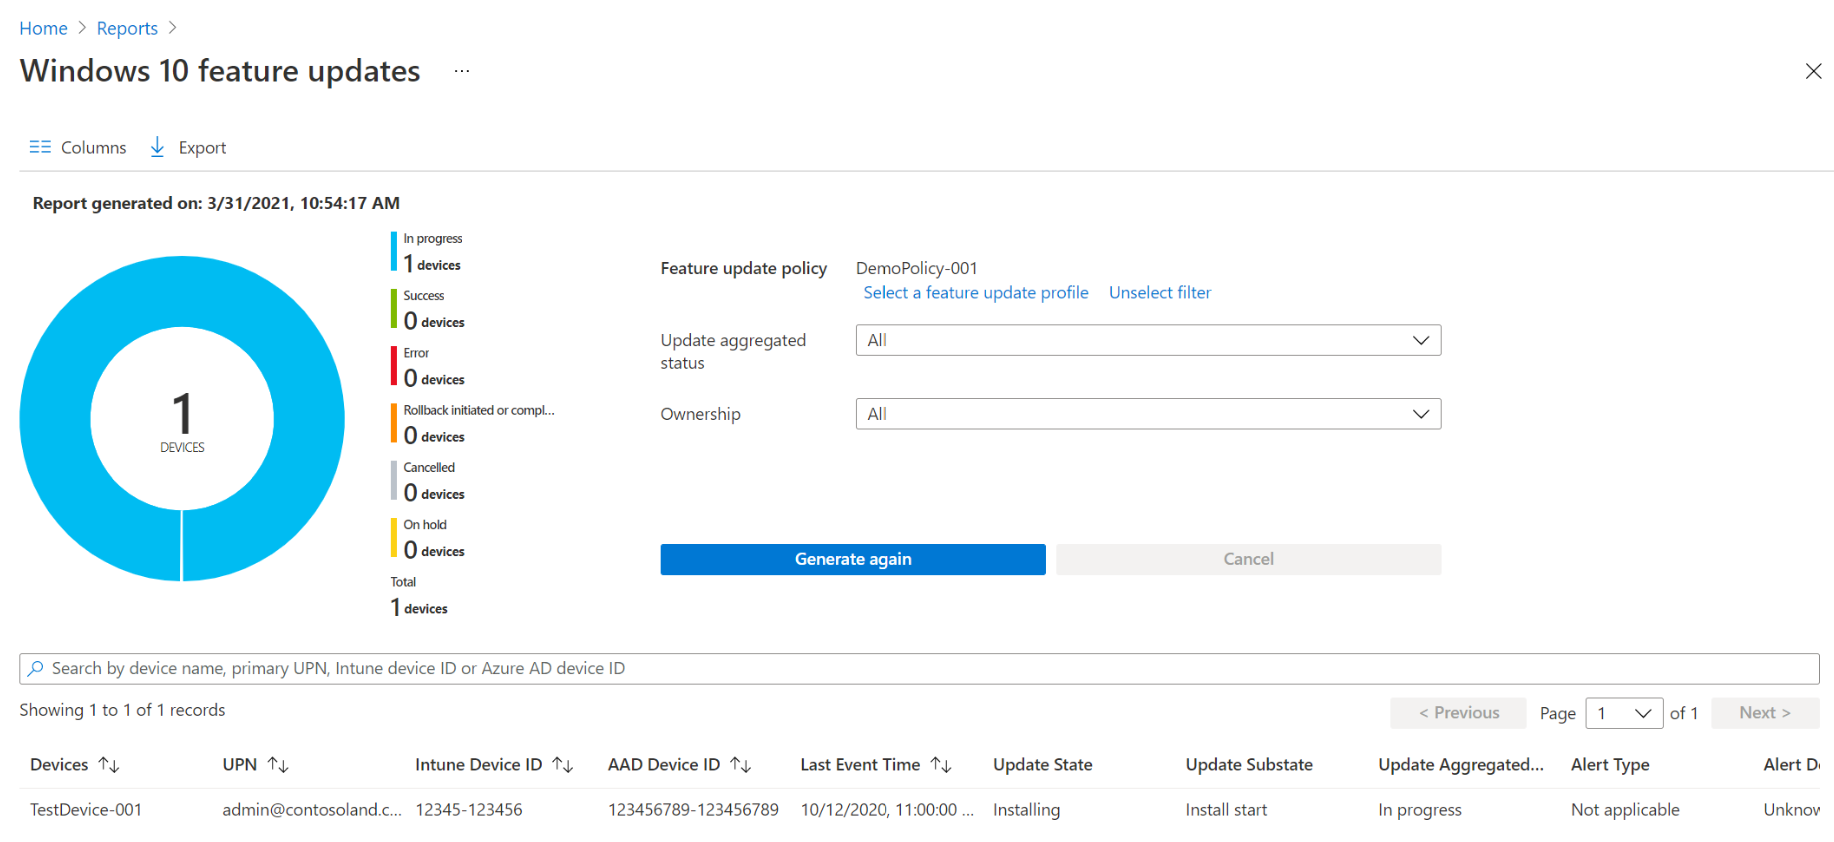 Home > Reports >
Windows 10 feature updates ...
Columns Export
Report generated on: 3/31/2021, 10:54:17 AM
1
DEVICES
In progress
1 devices
Success
0 devices
Error
0 devices
Rollback initiated or compl...
0 devices
Cancelled
0 devices
On hold
0 devices
Total
1 devices
Feature update policy DemoPolicy-001
Select a feature update profile Unselect filter
Update aggregated
status
All
Ownership All
Generate again Cancel
Search by device name, primary UPN, Intune device ID or Azure AD device ID
Showing 1 to 1 of 1 records
< Previous Page 1 of 1 Next >
Devices ↑↓ UPN ↑↓ Intune Device ID ↑↓ AAD Device ID ↑↓ Last Event Time ↑↓ Update State Update Substate Update Aggregated... Alert Type Alert D
TestDevice-001 admin@contosoland.c... 12345-123456 123456789-123456789 10/12/2020, 11:00:00 ... Installing Install start In progress Not applicable Unknow